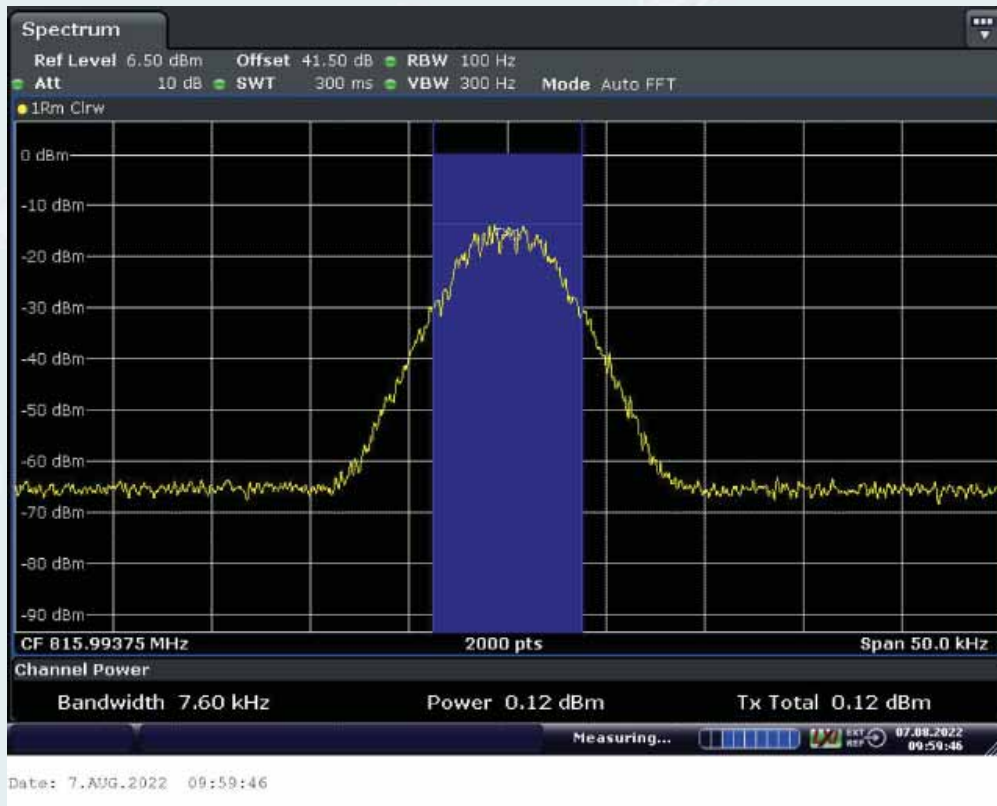 Spectrum
Ref Level 6.50 dBm Offset 41.50 dB RBW 100 Hz
Att 10 dB SWT 300 ms VBW 300 Hz Mode Auto FFT
1Rm Clrw
0 dBm
-10 dBm
-20 dBm
-30 dBm
-40 dBm
-50 dBm
-60 dBm
-70 dBm
-80 dBm
-90 dBm
CF 815.99375 MHz 2000 pts Span 50.0 kHz
Channel Power
Bandwidth 7.60 kHz Power 0.12 dBm Tx Total 0.12 dBm
Measuring... EXT REF 07.08.2022
09:59:46
Date: 7.AUG.2022 09:59:46